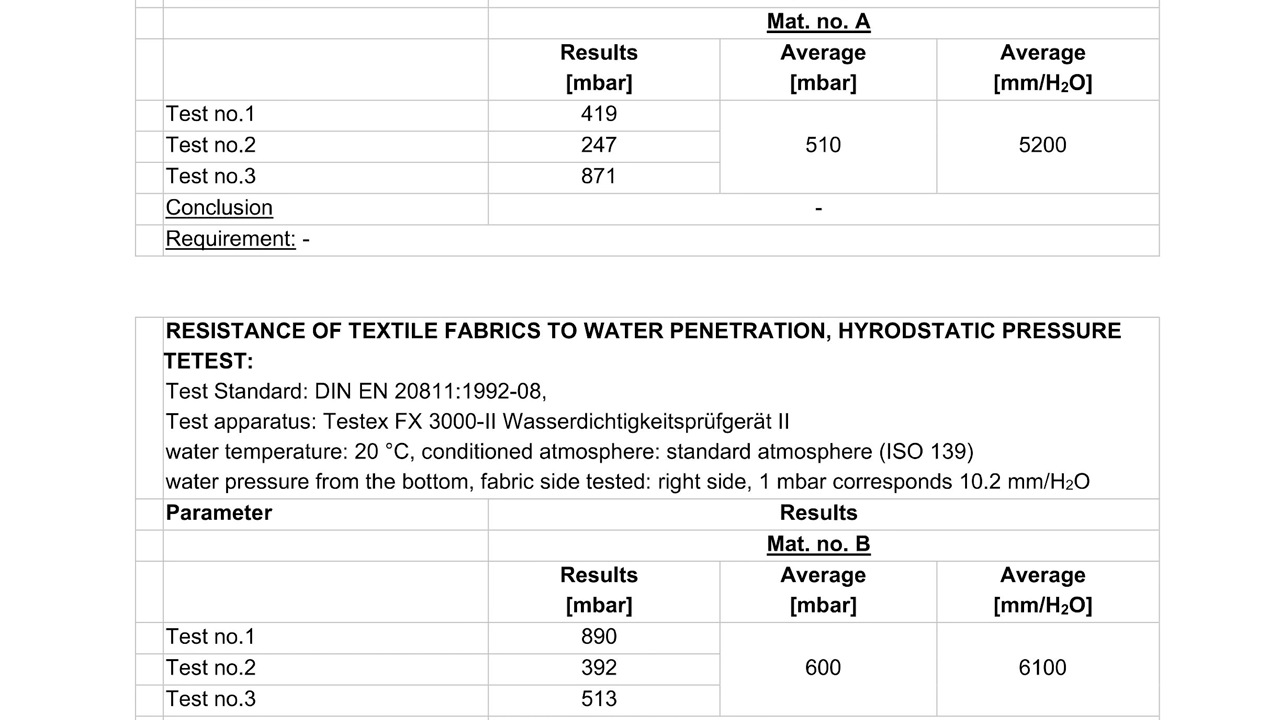 Mat. no. A
Results [mbar] Average [mbar] Average [mm/H₂O]
Test no.1 419
Test no.2 247 510 5200
Test no.3 871
Conclusion -
Requirement: -
RESISTANCE OF TEXTILE FABRICS TO WATER PENETRATION, HYRODSTATIC PRESSURE
TETEST:
Test Standard: DIN EN 20811:1992-08,
Test apparatus: Testex FX 3000-II Wasserdichtigkeitsprüfgerät II
water temperature: 20 °C, conditioned atmosphere: standard atmosphere (ISO 139)
water pressure from the bottom, fabric side tested: right side, 1 mbar corresponds 10.2 mm/H₂O
Parameter Results
Mat. no. B
Results [mbar] Average [mbar] Average [mm/H₂O]
Test no.1 890
Test no.2 392 600 6100
Test no.3 513